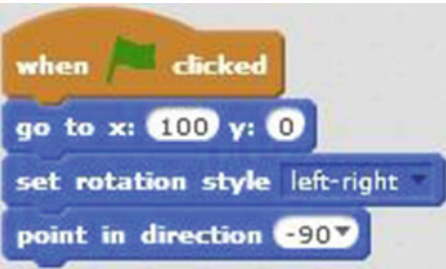 when clicked
go to x: 100 y: 0
set rotation style left-right
point in direction -90